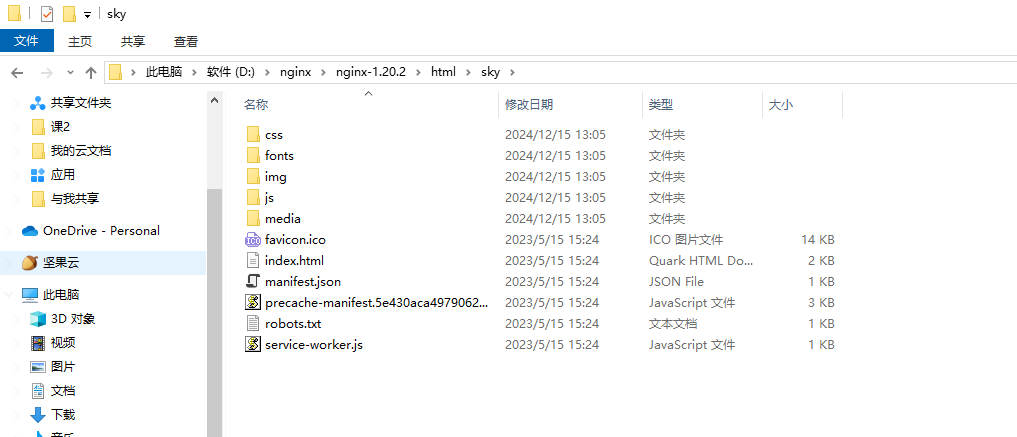 sky
文件 主页 共享 查看
此电脑 软件 (D:) nginx nginx-1.20.2 html sky
共享文件夹
课2
我的云文档
应用
与我共享
OneDrive - Personal
坚果云
此电脑
3D 对象
视频
图片
文档
下载
音乐
名称 修改日期 类型 大小
css 2024/12/15 13:05 文件夹
fonts 2024/12/15 13:05 文件夹
img 2024/12/15 13:05 文件夹
js 2024/12/15 13:05 文件夹
media 2024/12/15 13:05 文件夹
favicon.ico 2023/5/15 15:24 ICO 图片文件 14 KB
index.html 2023/5/15 15:24 Quark HTML Do... 2 KB
manifest.json 2023/5/15 15:24 JSON File 1 KB
precache-manifest.5e430aca4979062... 2023/5/15 15:24 JavaScript 文件 3 KB
robots.txt 2023/5/15 15:24 文本文档 1 KB
service-worker.js 2023/5/15 15:24 JavaScript 文件 1 KB